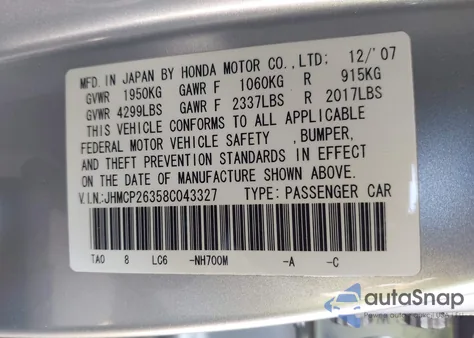 MFD. IN JAPAN BY HONDA MOTOR CO.,LTD; 12/'07
GVWR 1950KG GAWR F 1060KG R 915KG
GVWR 4299LBS GAWR F 2337LBS R 2017LBS
THIS VEHICLE CONFORMS TO ALL APPLICABLE
FEDERAL MOTOR VEHICLE SAFETY ,BUMPER,
AND THEFT PREVENTION STANDARDS IN EFFECT
ON THE DATE OF MANUFACTURE SHOWN ABOVE.
V.I.N.:JHMCP26358C043327 TYPE: PASSENGER CAR
TAO 8 LC6 -NH700M -A -C
autoSnap